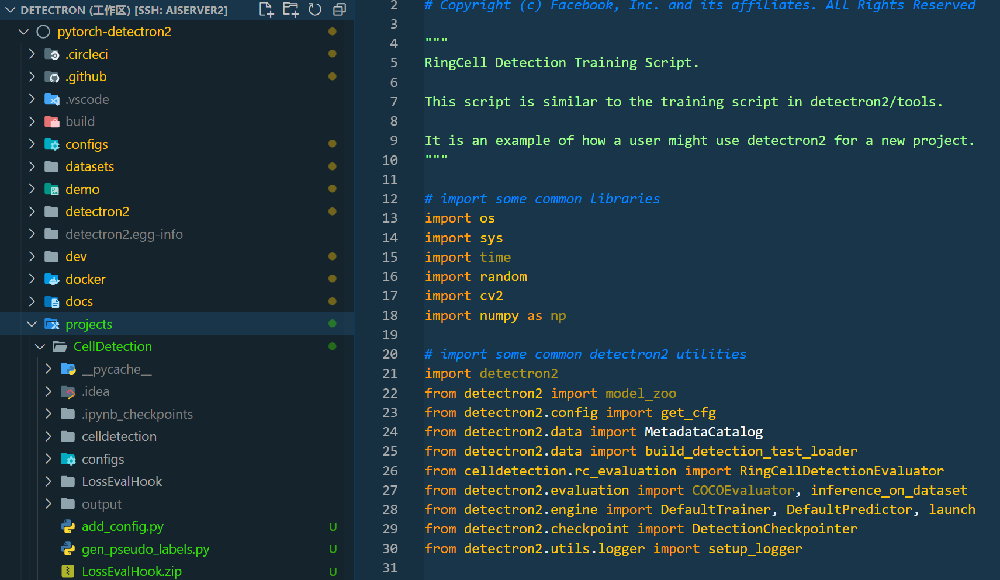 DETECTRON (工作区) [SSH: AISERVER2]
pytorch-detectron2
.circleci
.github
.vscode
build
configs
datasets
demo
detectron2
detectron2.egg-info
dev
docker
docs
projects
CellDetection
__pycache__
.idea
.ipynb_checkpoints
celldetection
configs
LossEvalHook
output
add_config.py U
gen_pseudo_labels.py U
LossEvalHook.zip U
2 # Copyright (c) Facebook, Inc. and its affiliates. All Rights Reserved
3
4 """
5 RingCell Detection Training Script.
6
7 This script is similar to the training script in detectron2/tools.
8
9 It is an example of how a user might use detectron2 for a new project.
10 """
11
12 # import some common libraries
13 import os
14 import sys
15 import time
16 import random
17 import cv2
18 import numpy as np
19
20 # import some common detectron2 utilities
21 import detectron2
22 from detectron2 import model_zoo
23 from detectron2.config import get_cfg
24 from detectron2.data import MetadataCatalog
25 from detectron2.data import build_detection_test_loader
26 from celldetection.rc_evaluation import RingCellDetectionEvaluator
27 from detectron2.evaluation import COCOEvaluator, inference_on_dataset
28 from detectron2.engine import DefaultTrainer, DefaultPredictor, launch
29 from detectron2.checkpoint import DetectionCheckpointer
30 from detectron2.utils.logger import setup_logger
31